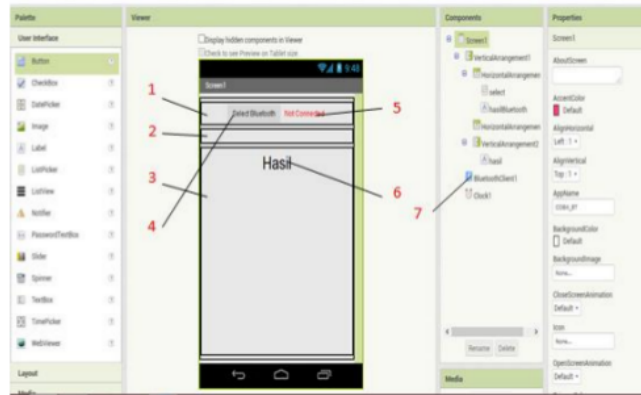 Palette
Viewer
Components
Properties
User Interface
Button
CheckBox
DatePicker
Image
Label
ListPicker
ListView
Notifier
PasswordTextBox
Slider
Spinner
TextBox
TimePicker
WebViewer
Layout
Media
Display hidden components in Viewer
Check to see Preview on Tablet size
9:48
Screen1
Select Bluetooth
Not Connected
Hasil
1
2
3
4
5
6
7
Screen1
VerticalArrangement1
HorizontalArrangemen
select
hasilBluetooth
HorizontalArrangemen
VerticalArrangement2
hasil
BluetoothClient1
Clock1
Rename
Delete
Media
Screen1
AboutScreen
AccentColor
Default
AlignHorizontal
Left : 1
AlignVertical
Top : 1
AppName
BackgroundColor
Default
BackgroundImage
None...
CloseScreenAnimation
Default
Icon
None...
OpenScreenAnimation
Default